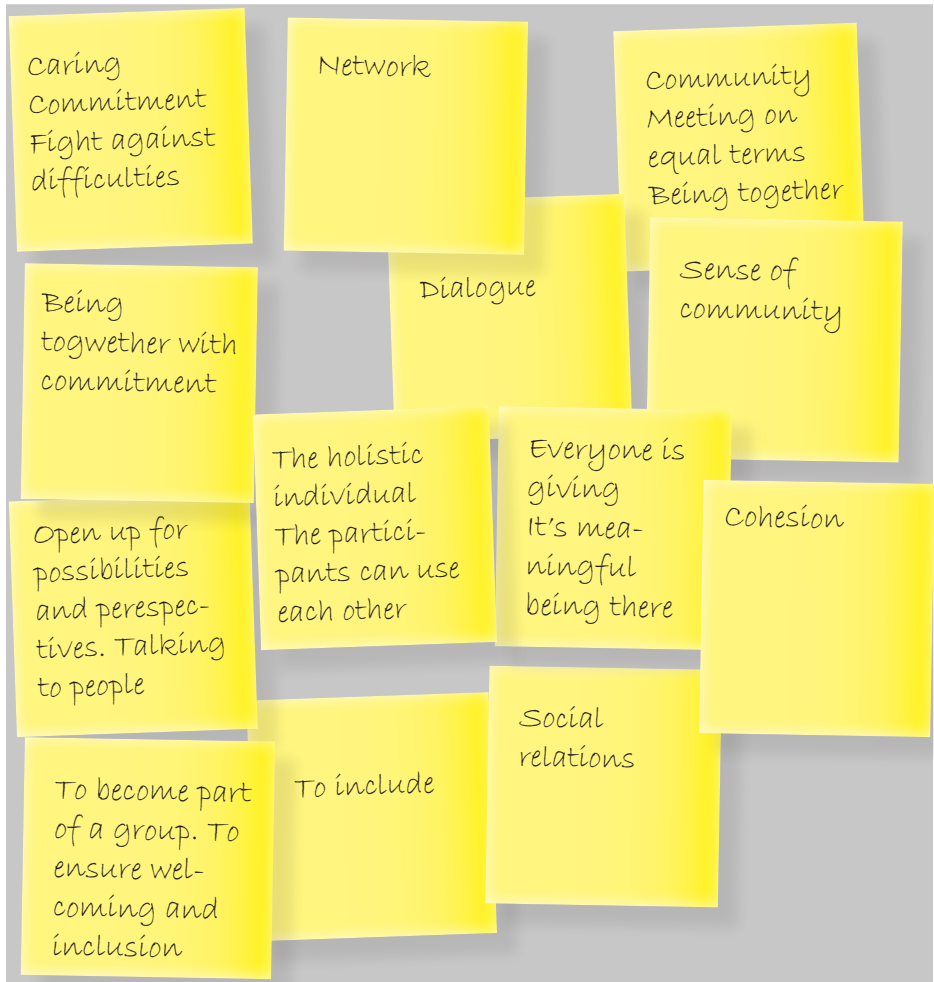 Caring
Commitment
Fight against
difficulties
Network
Community
Meeting on
equal terms
Being together
Dialogue
Sense of
community
Being
togwether with
commitment
The holistic
individual
The partici-
pants can use
each other
Everyone is
giving
It's mea-
ningful
being there
Cohesion
Open up for
possibilities
and perespec-
tives. Talking
to people
Social
relations
To include
To become part
of a group. To
ensure wel-
coming and
inclusion